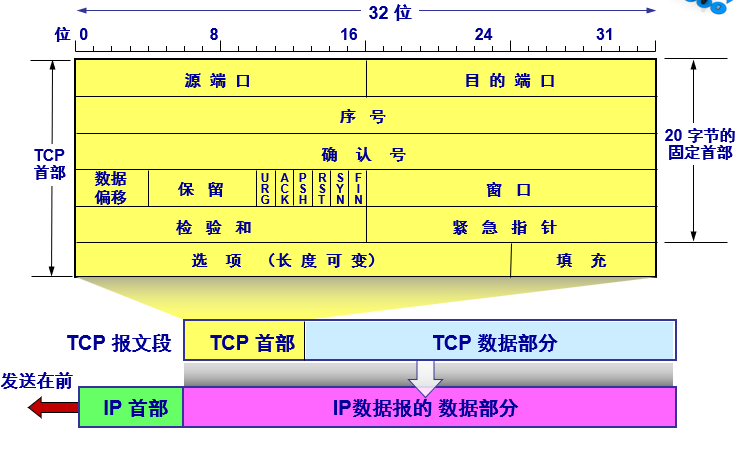 32 位
位 0 8 16 24 31
源 端 口 目 的 端 口
序 号
TCP
首部
20 字节的
固定首部
确 认 号
数据
偏移
保 留
URG
ACK
PSH
RST
SYN
FIN
窗 口
检 验 和 紧 急 指 针
选 项 （长 度 可 变） 填 充
TCP 报文段 TCP 首部 TCP 数据部分
发送在前
IP 首部 IP数据报的 数据部分